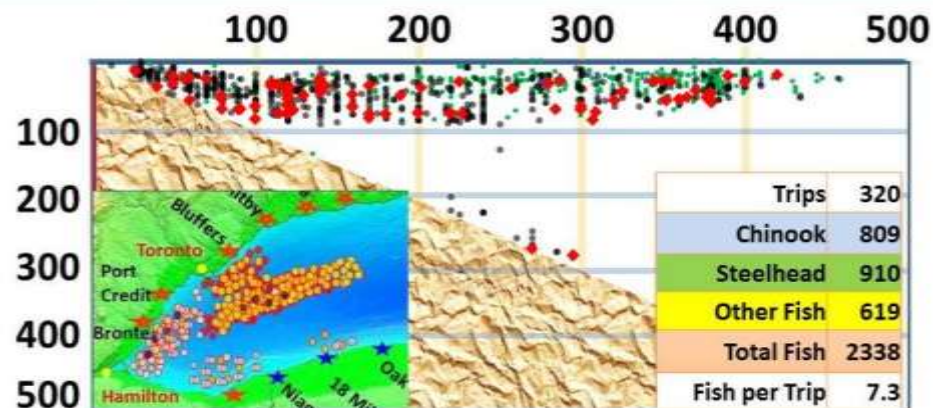 100 200 300 400 500
100
200
300
400
500
Bluffers
Toronto
Port
Credit
Bronte
Hamilton
18 Mil
Oak
Trips 320
Chinook 809
Steelhead 910
Other Fish 619
Total Fish 2338
Fish per Trip 7.3